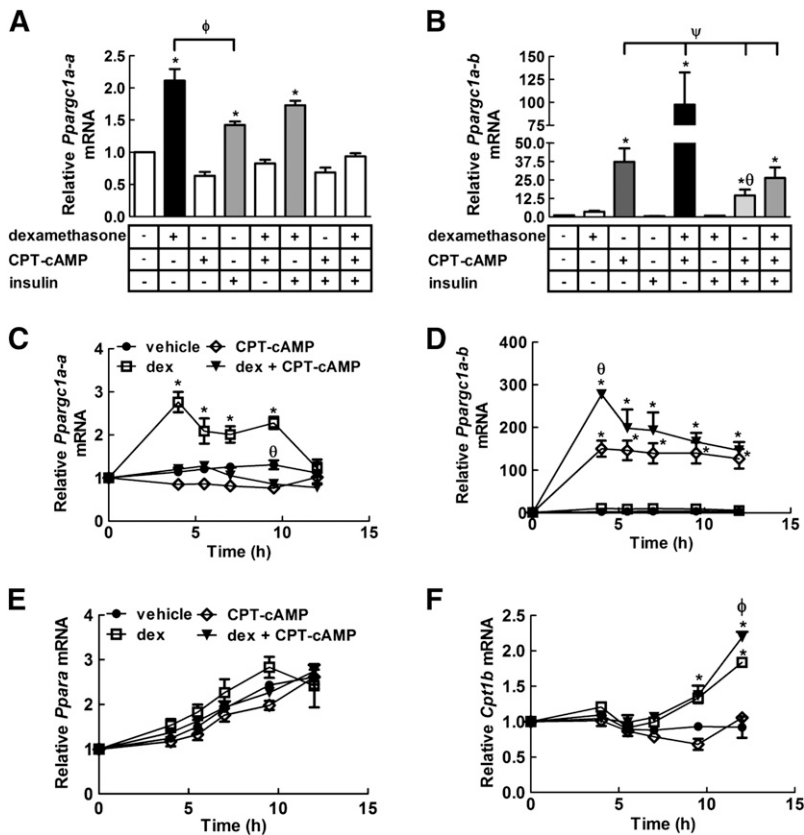 A
Relative Ppargc1a-a
mRNA
2.5
2.0
1.5
1.0
0.5
0.0
ϕ
*
*
*
dexamethasone - + - - + + - +
CPT-cAMP - - + - + - + +
insulin - - - + - + + +
B
Relative Ppargc1a-b
mRNA
150
125
100
75
50.0
37.5
25.0
12.5
0.0
ψ
*
*
*θ
*
dexamethasone - + - - + + - +
CPT-cAMP - - + - + - + +
insulin - - - + - + + +
C
Relative Ppargc1a-a
mRNA
4
3
2
1
0
vehicle CPT-cAMP
dex dex + CPT-cAMP
* * * *
θ
0 5 10 15
Time (h)
D
Relative Ppargc1a-b
mRNA
400
300
200
100
0
θ
* * * * *
* * * * *
0 5 10 15
Time (h)
E
Relative Ppara mRNA
4
3
2
1
0
vehicle CPT-cAMP
dex dex + CPT-cAMP
0 5 10 15
Time (h)
F
Relative Cpt1b mRNA
2.5
2.0
1.5
1.0
0.5
0.0
ϕ
*
*
*
0 5 10 15
Time (h)